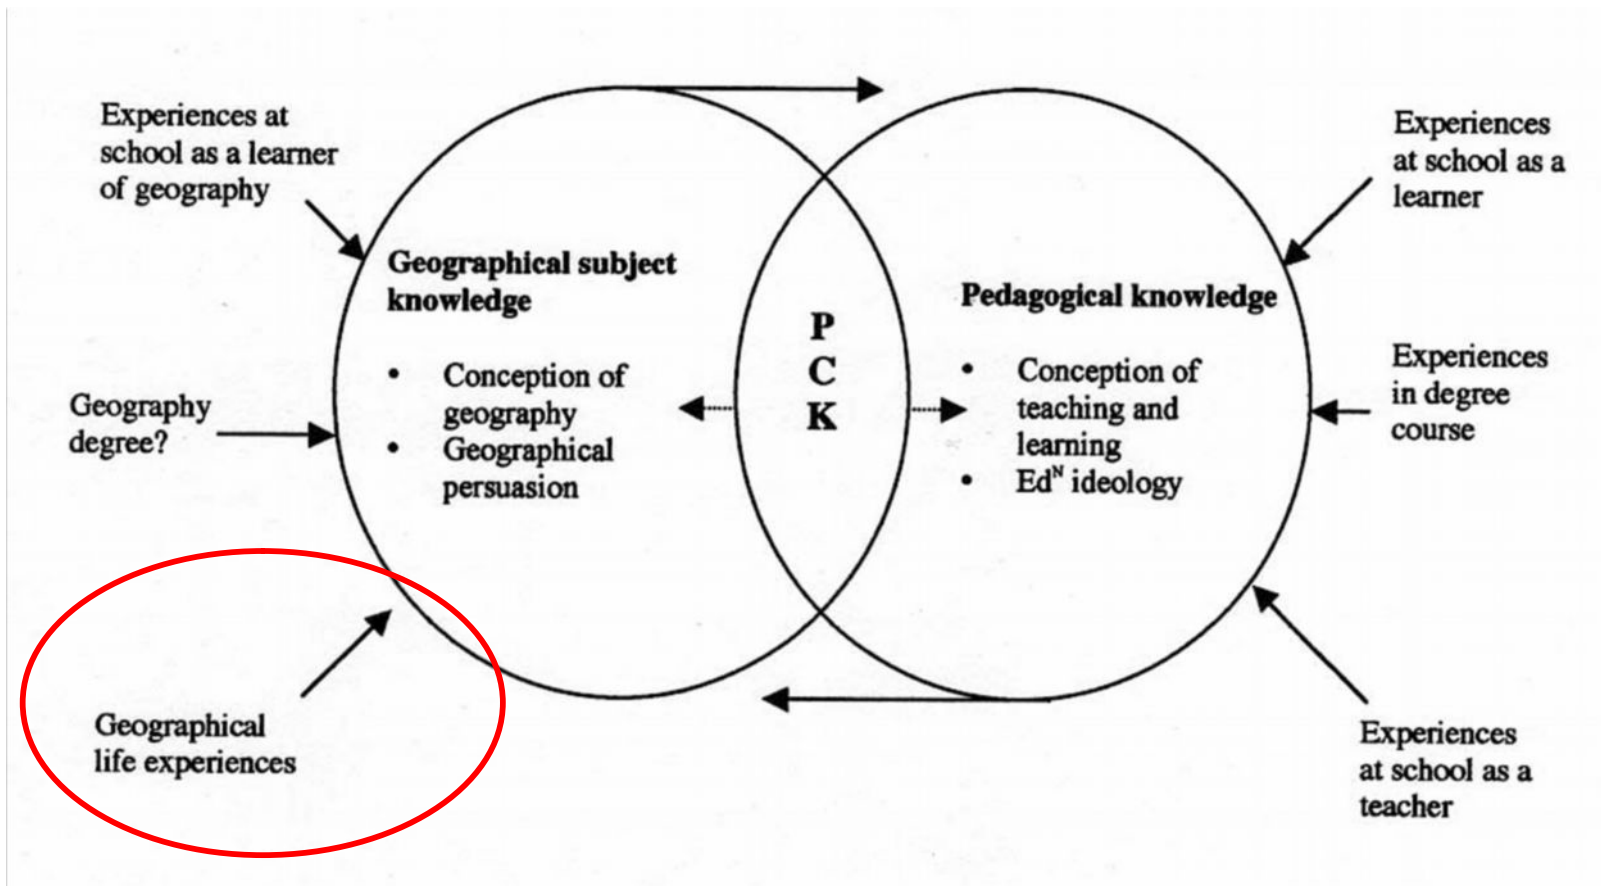 Experiences at
school as a learner
of geography
Geography
degree?
Geographical
life experiences
Geographical subject
knowledge
• Conception of
geography
• Geographical
persuasion
P
C
K
Pedagogical knowledge
• Conception of
teaching and
learning
• Edᴺ ideology
Experiences
at school as a
learner
Experiences
in degree
course
Experiences
at school as a
teacher